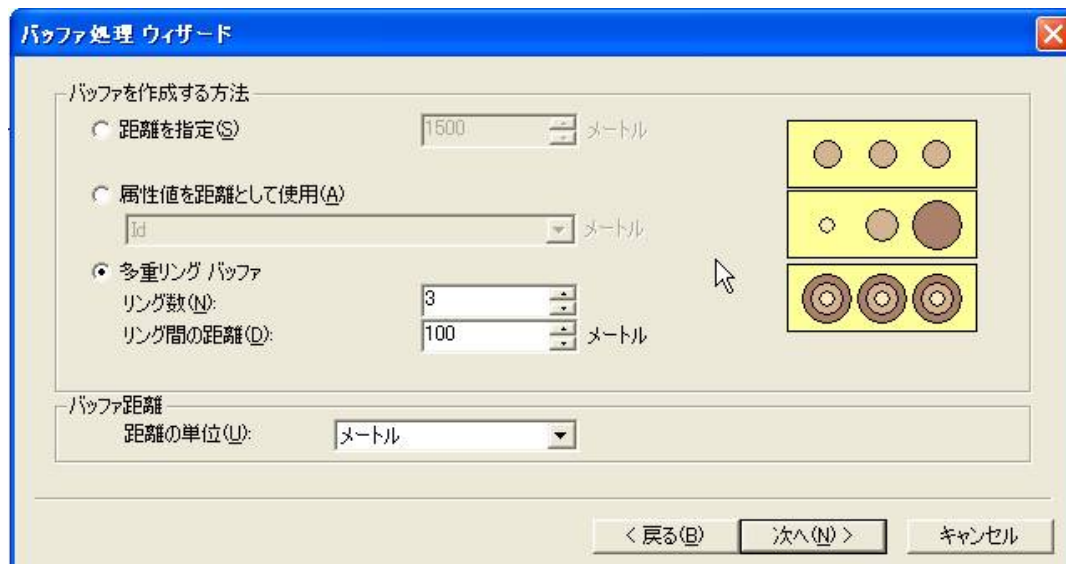 バッファ処理 ウィザード
バッファを作成する方法
距離を指定(S) 1500 メートル
属性値を距離として使用(A)
Id メートル
多重リング バッファ
リング数(N): 3
リング間の距離(D): 100 メートル
バッファ距離
距離の単位(U): メートル
< 戻る(B) 次へ(N) > キャンセル